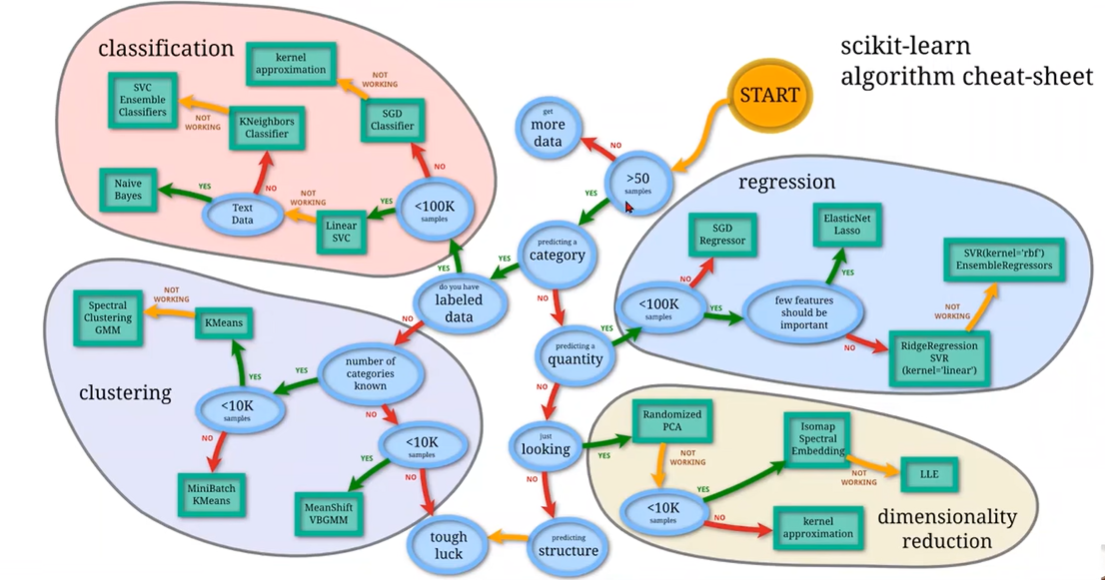 scikit-learn
algorithm cheat-sheet
START
get
more
data
NO
>50
samples
YES
predicting a
category
YES
NO
do you have
labeled
data
YES
NO
predicting a
quantity
YES
NO
just
looking
YES
NO
predicting
structure
tough
luck
classification
kernel
approximation
NOT
WORKING
SVC
Ensemble
Classifiers
NOT
WORKING
KNeighbors
Classifier
SGD
Classifier
NO
Naive
Bayes
YES
NO
Text
Data
NOT
WORKING
Linear
SVC
YES
<100K
samples
regression
SGD
Regressor
NO
<100K
samples
YES
ElasticNet
Lasso
YES
few features
should be
important
NO
SVR(kernel='rbf')
EnsembleRegressors
NOT
WORKING
RidgeRegression
SVR
(kernel='linear')
clustering
Spectral
Clustering
GMM
NOT
WORKING
KMeans
YES
<10K
samples
NO
MiniBatch
KMeans
YES
number of
categories
known
NO
<10K
samples
YES
NO
MeanShift
VBGMM
dimensionality
reduction
Randomized
PCA
NOT
WORKING
<10K
samples
YES
NO
Isomap
Spectral
Embedding
NOT
WORKING
LLE
kernel
approximation